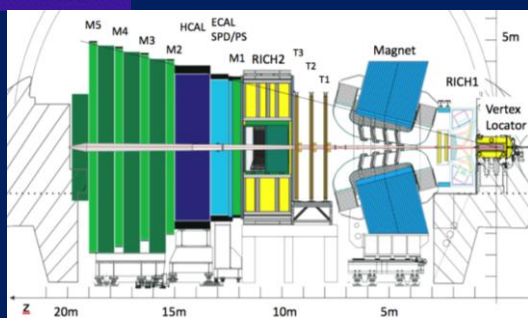 M5 M4 M3 M2
HCAL
ECAL
SPD/PS
M1
RICH2
T3
T2
T1
Magnet
RICH1
Vertex
Locator
5m
z 20m 15m 10m 5m